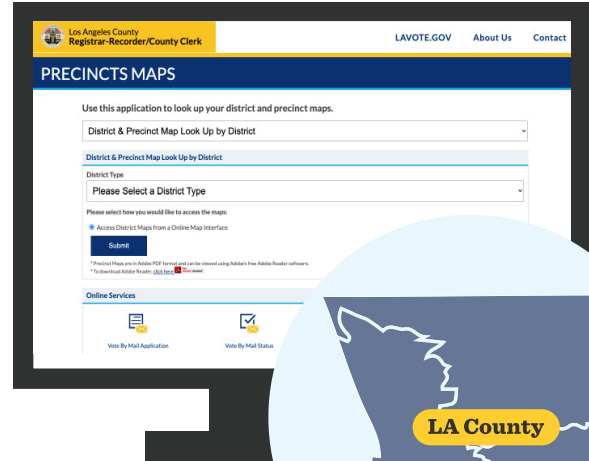 Los Angeles County
Registrar-Recorder/County Clerk
LAVOTE.GOV About Us Contact
PRECINCTS MAPS
Use this application to look up your district and precinct maps.
District & Precinct Map Look Up by District
District & Precinct Map Look Up by District
District Type
Please Select a District Type
Please select how you would like to access the maps:
Access District Maps from a Online Map Interface
Submit
* Precinct Maps are in Adobe PDF format and can be viewed using Adobe's free Adobe Reader software.
* To download Adobe Reader, click here
Online Services
Vote By Mail Application Vote By Mail Status
LA County